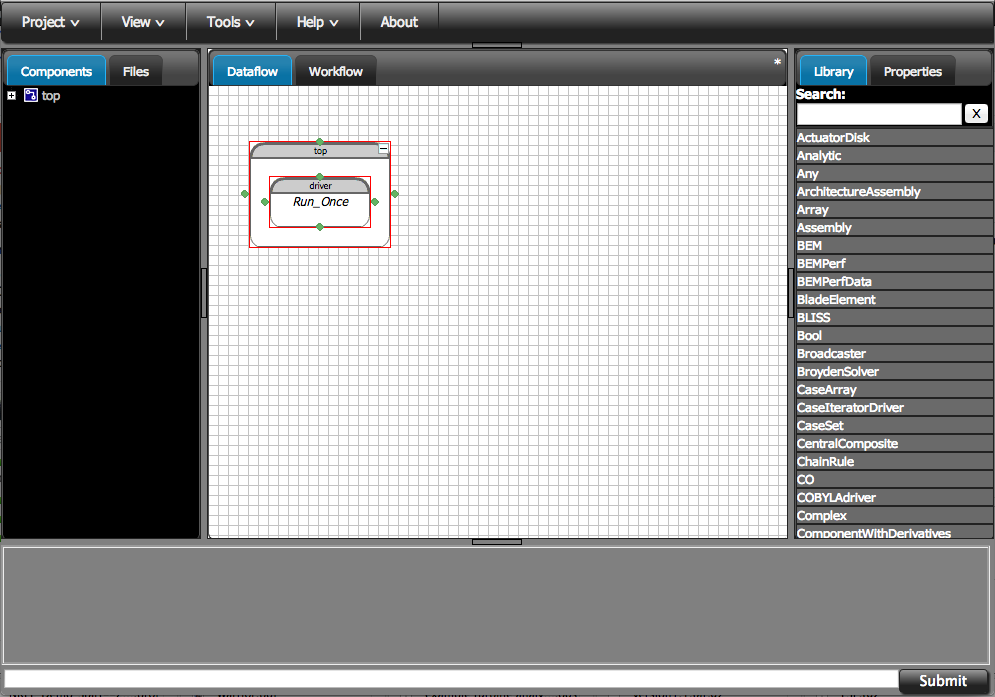 Project View Tools Help About
Components Files
top
Dataflow Workflow *
top
driver
Run_Once
Library Properties
Search:
X
ActuatorDisk
Analytic
Any
ArchitectureAssembly
Array
Assembly
BEM
BEMPerf
BEMPerfData
BladeElement
BLISS
Bool
Broadcaster
BroydenSolver
CaseArray
CaseIteratorDriver
CaseSet
CentralComposite
ChainRule
CO
COBYLAdriver
Complex
ComponentWithDerivatives
Submit